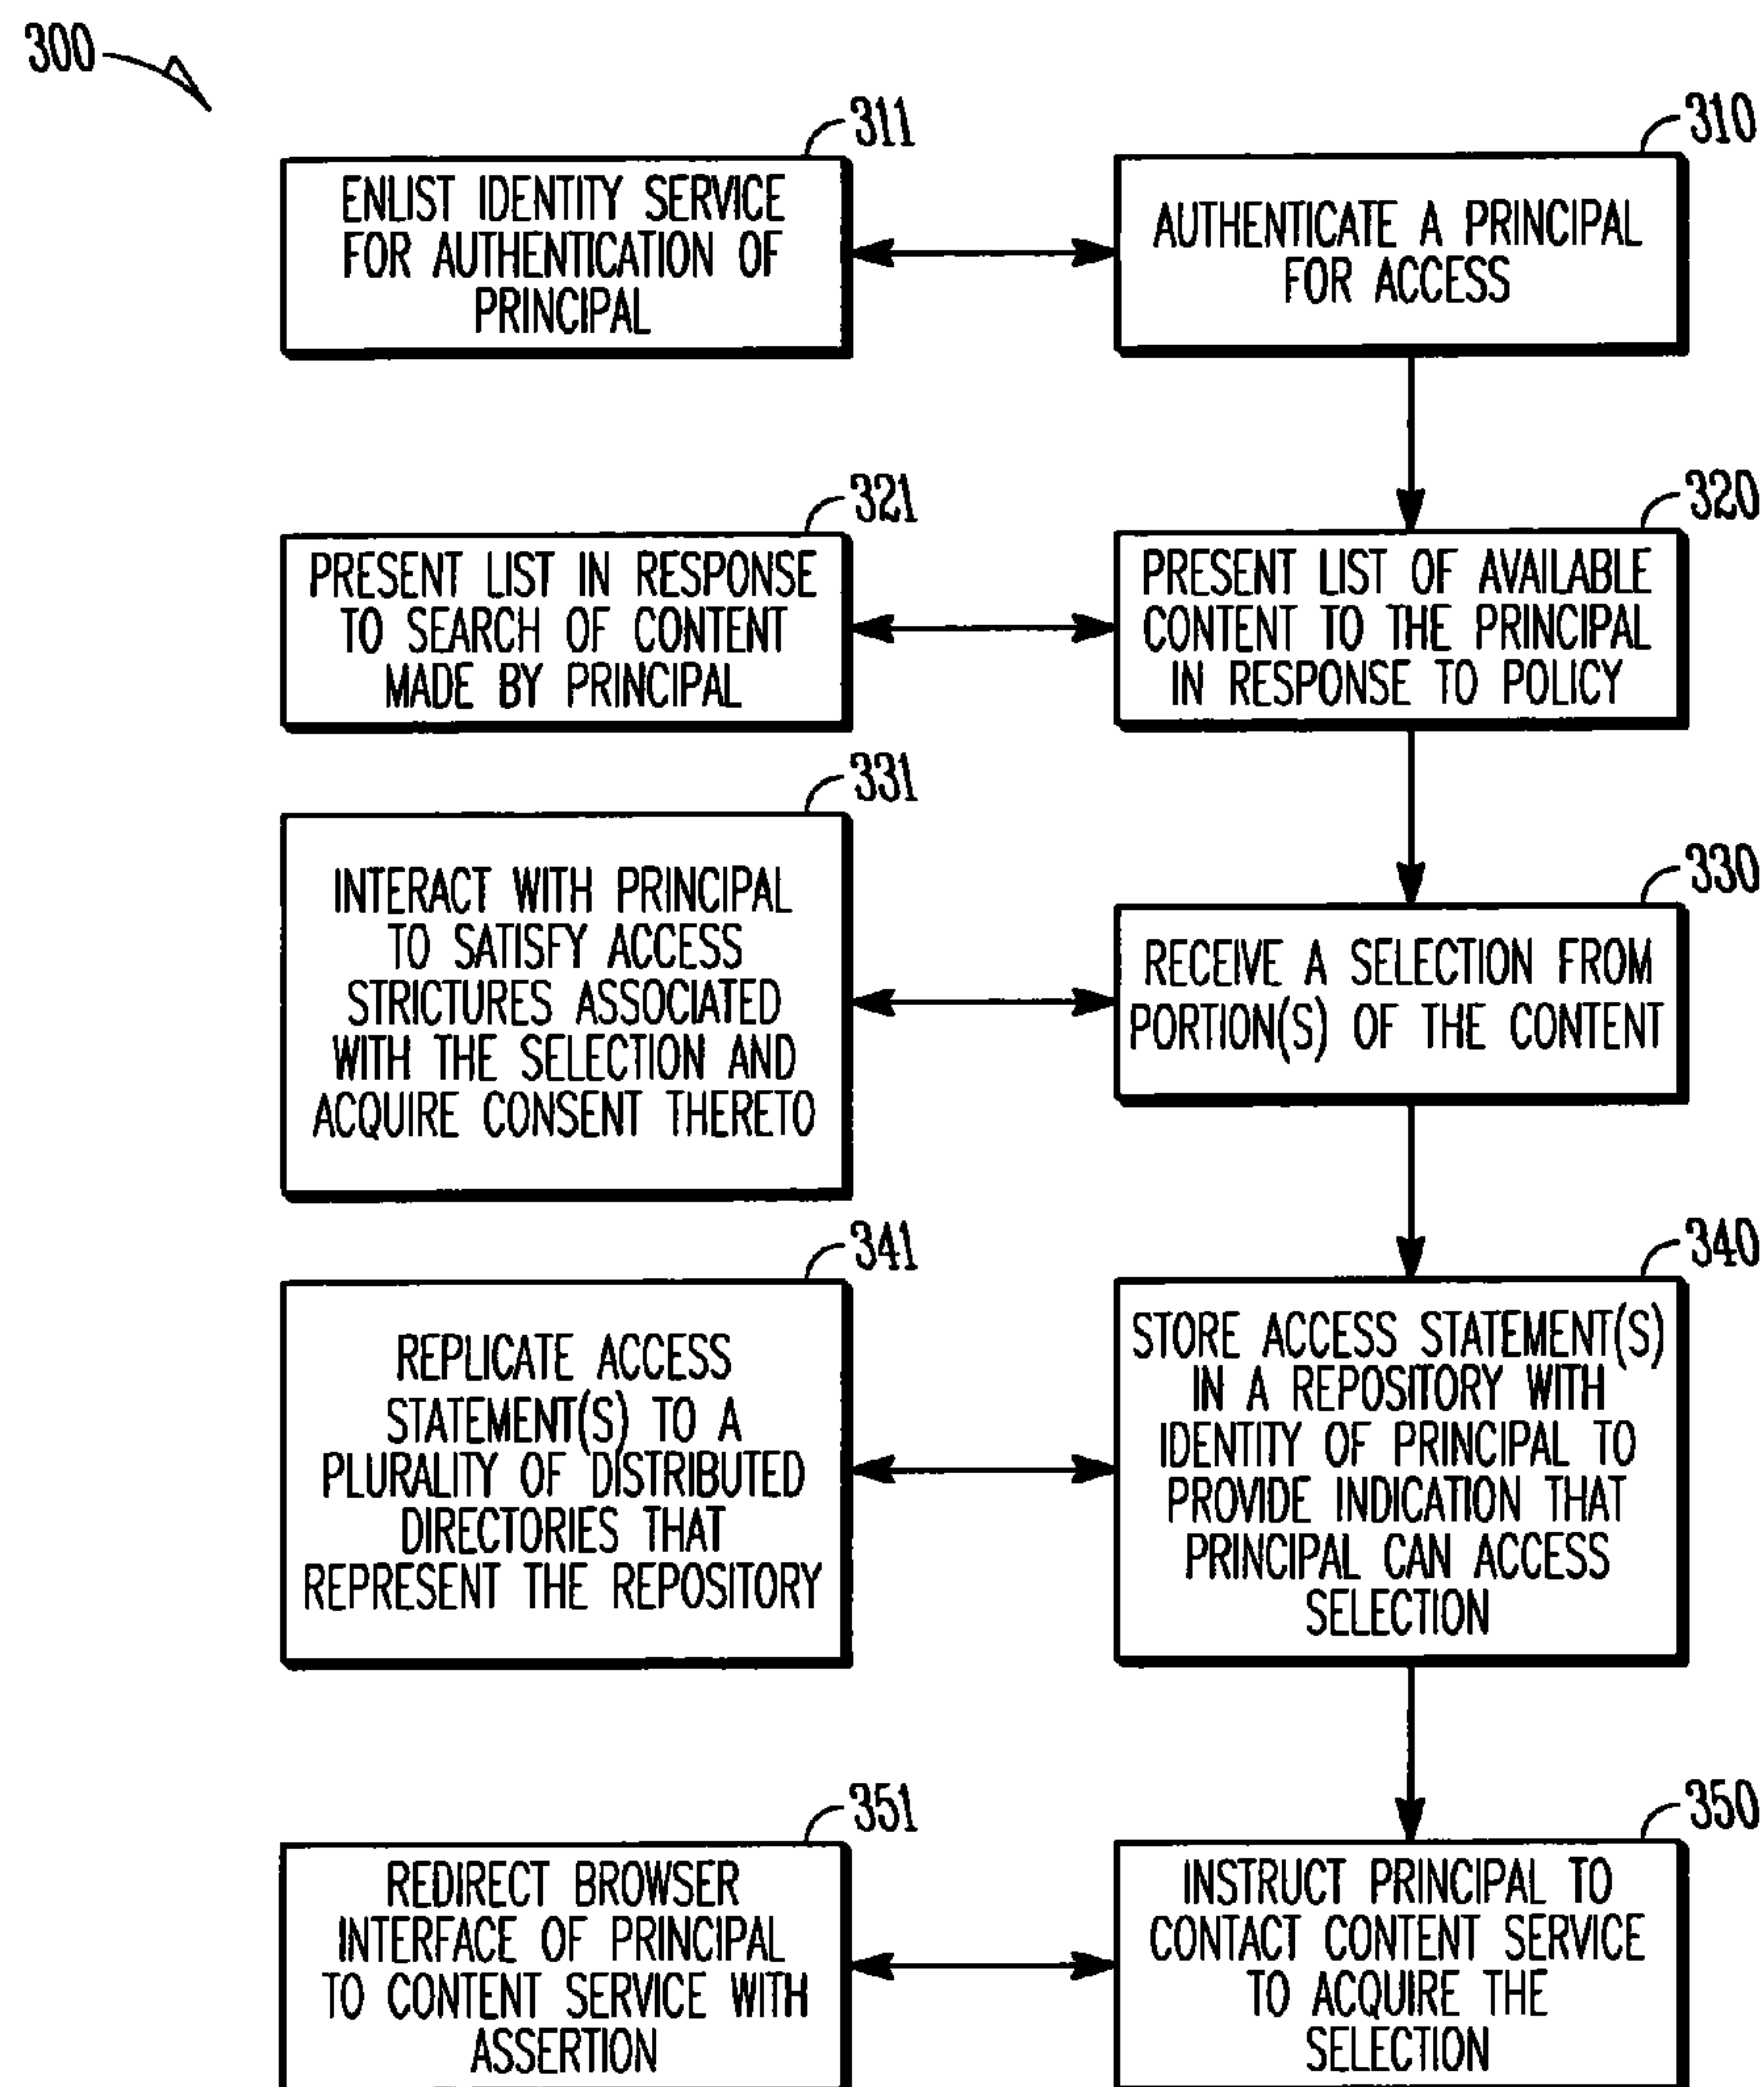 300
311
ENLIST IDENTITY SERVICE
FOR AUTHENTICATION OF
PRINCIPAL
310
AUTHENTICATE A PRINCIPAL
FOR ACCESS
321
PRESENT LIST IN RESPONSE
TO SEARCH OF CONTENT
MADE BY PRINCIPAL
320
PRESENT LIST OF AVAILABLE
CONTENT TO THE PRINCIPAL
IN RESPONSE TO POLICY
331
INTERACT WITH PRINCIPAL
TO SATISFY ACCESS
STRICTURES ASSOCIATED
WITH THE SELECTION AND
ACQUIRE CONSENT THERETO
330
RECEIVE A SELECTION FROM
PORTION(S) OF THE CONTENT
341
REPLICATE ACCESS
STATEMENT(S) TO A
PLURALITY OF DISTRIBUTED
DIRECTORIES THAT
REPRESENT THE REPOSITORY
340
STORE ACCESS STATEMENT(S)
IN A REPOSITORY WITH
IDENTITY OF PRINCIPAL TO
PROVIDE INDICATION THAT
PRINCIPAL CAN ACCESS
SELECTION
351
REDIRECT BROWSER
INTERFACE OF PRINCIPAL
TO CONTENT SERVICE WITH
ASSERTION
350
INSTRUCT PRINCIPAL TO
CONTACT CONTENT SERVICE
TO ACQUIRE THE
SELECTION